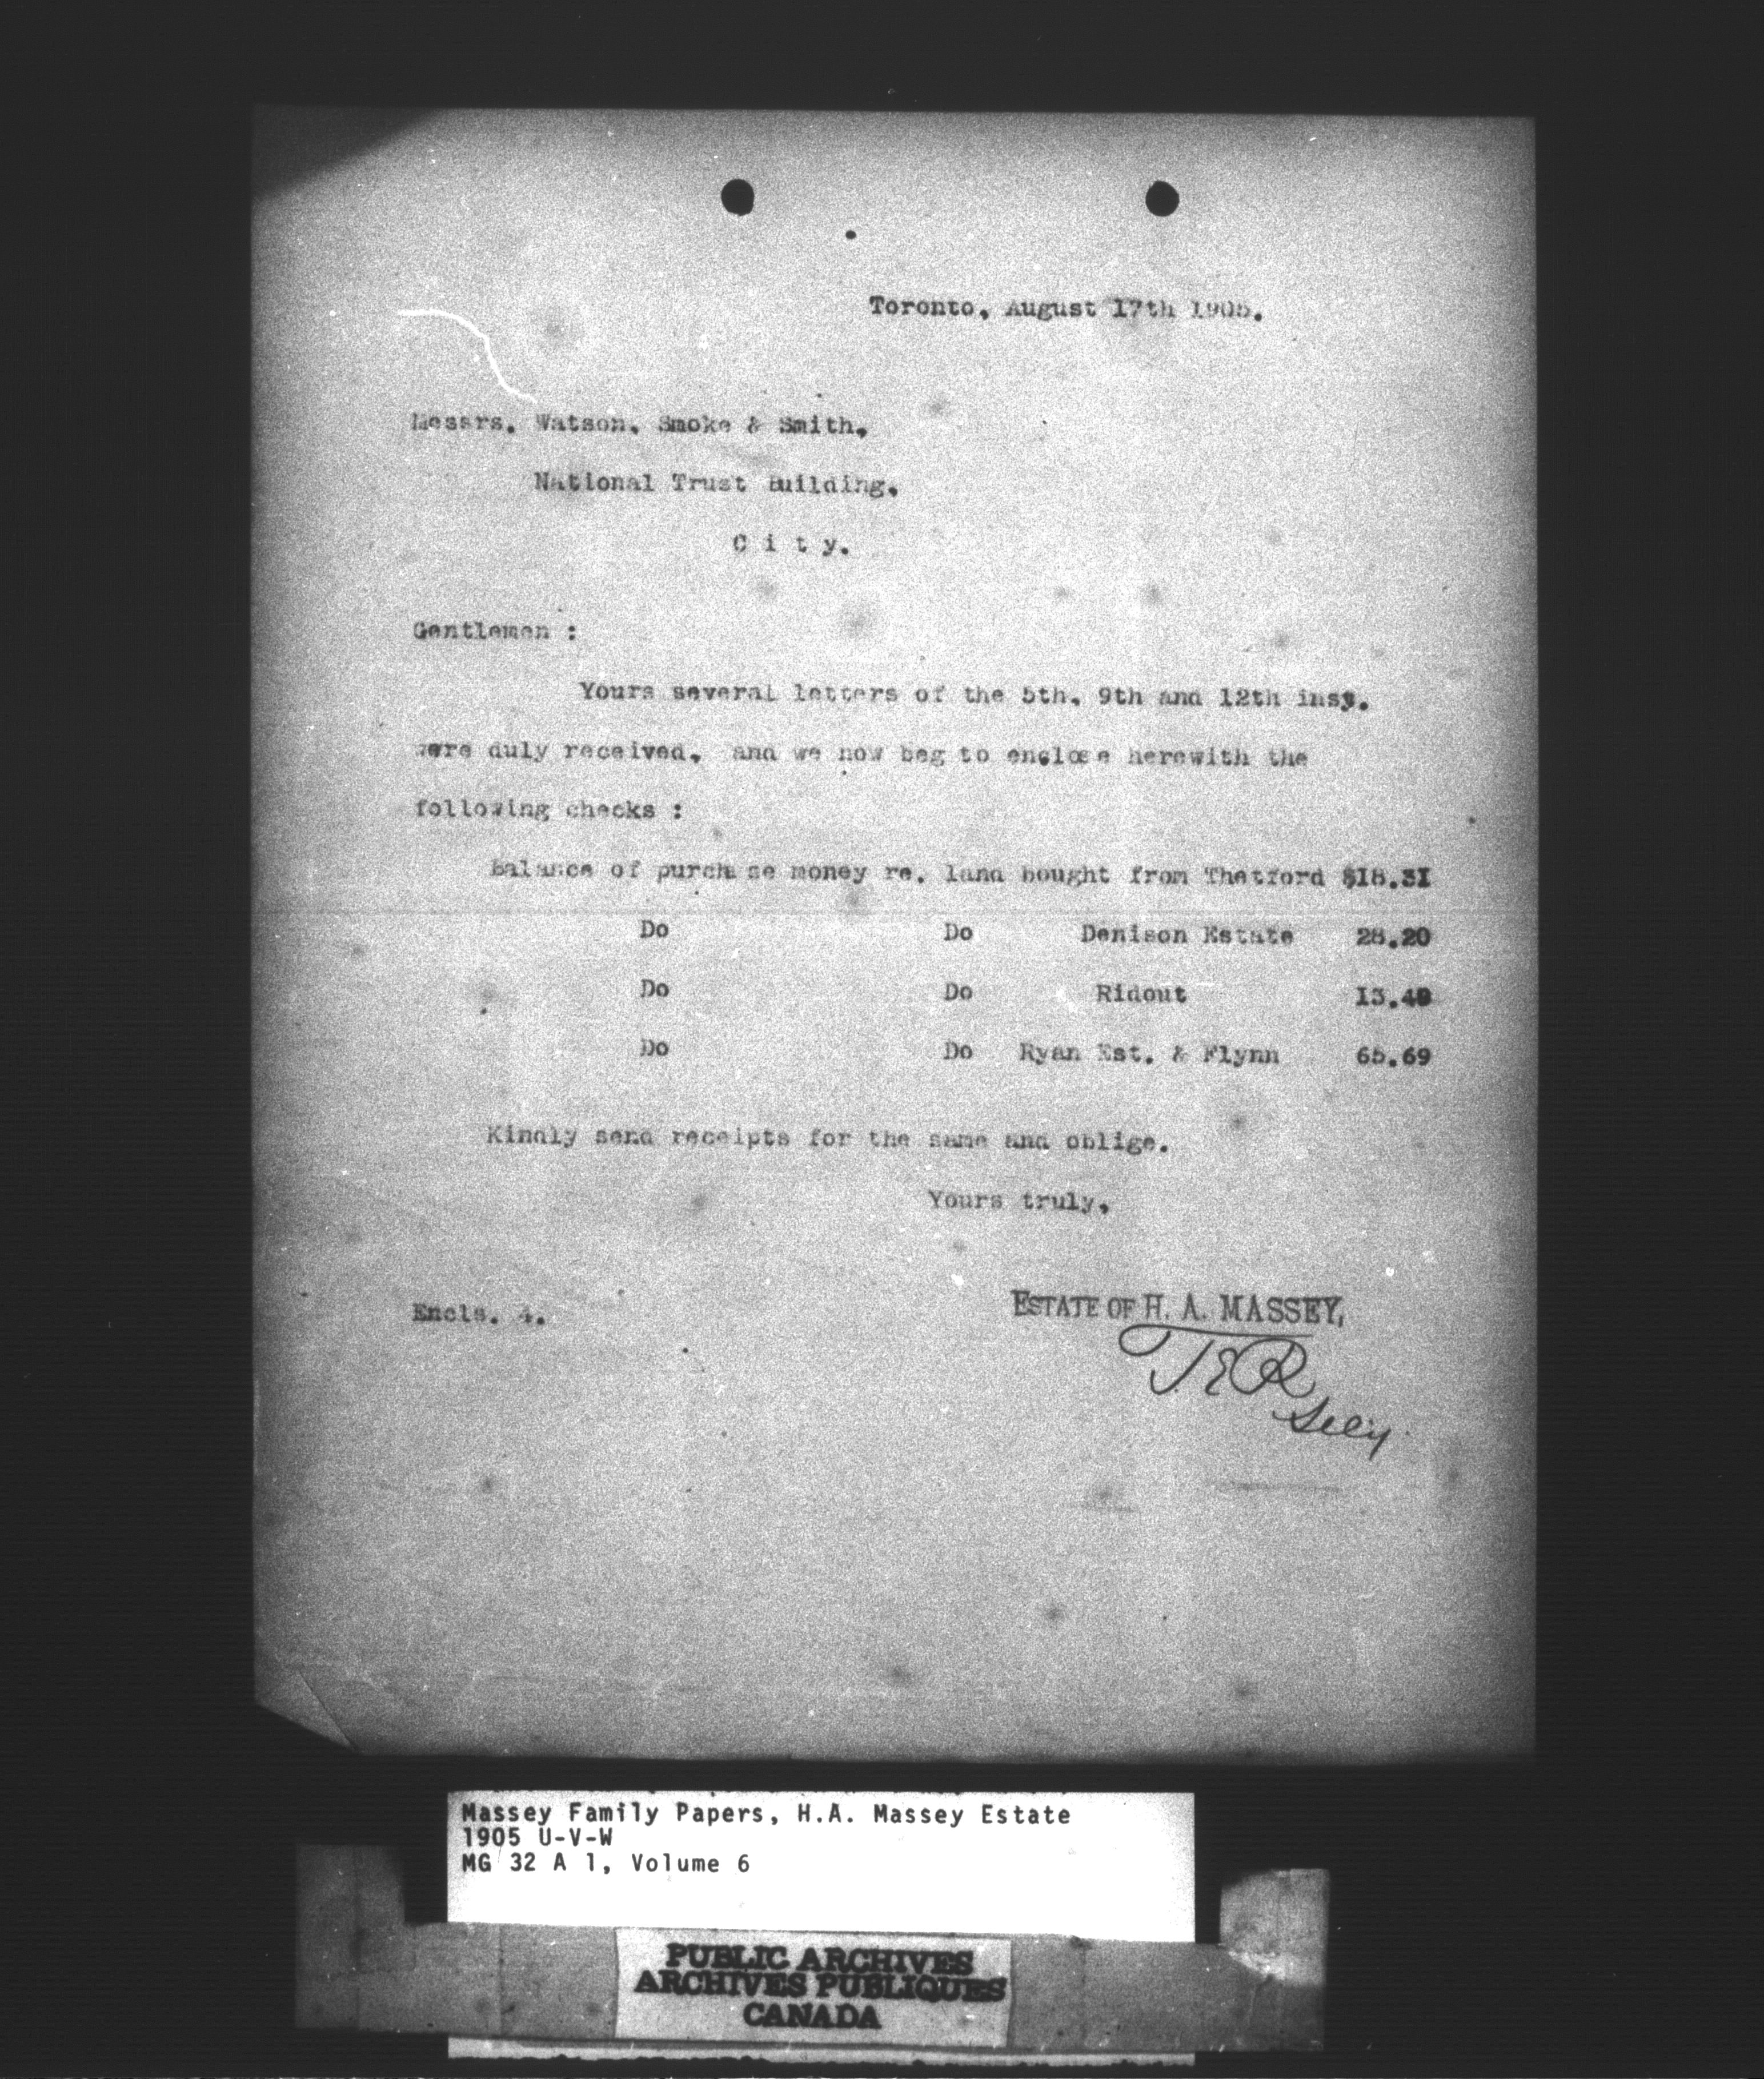 Toronto, August 17th 1905.
Messrs. Watson, Smoke & Smith,
National Trust Building,
C i t y.
Gentlemen :
Yours several letters of the 5th, 9th and 12th insy.
were duly received, and we now beg to enclose herewith the
following checks :
Balance of purchase money re. land bought from Thetford $18.31
Do Do Denison Estate 28.20
Do Do Ridout
Do Do Ryan Est. & Flynn 65.69
Kindly send receipts for the same and oblige.
Yours truly,
Encls. 4. ESTATE OF H. A. MASSEY,
Massey Family Papers, H.A. Massey Estate
1905 U-V-W
MG 32 A 1, Volume 6
PUBLIC ARCHIVES
ARCHIVES PUBLIQUES
CANADA